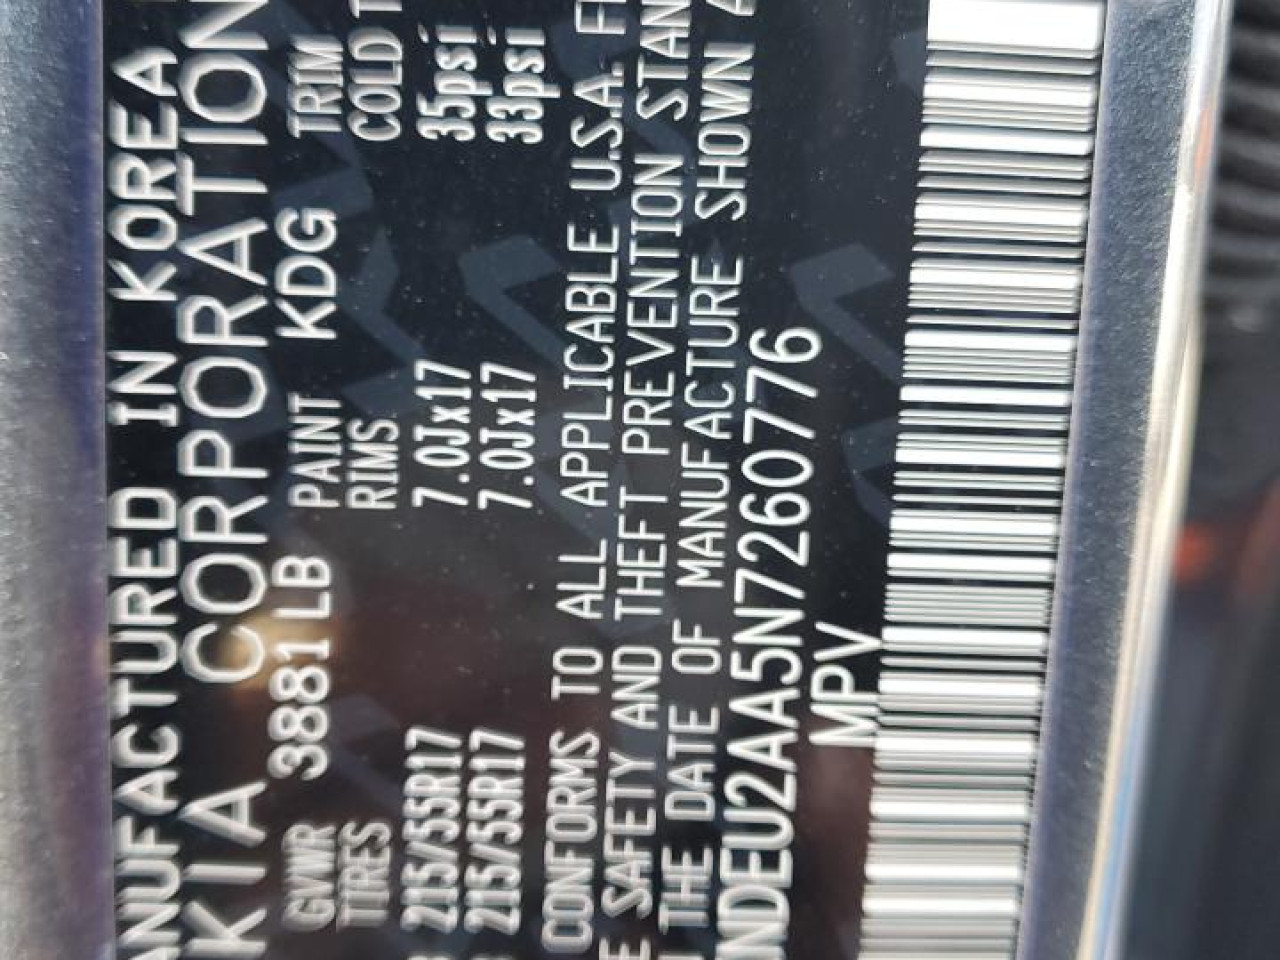 ANUFACTURED IN KOREA
KIA CORPORATION
GVWR 3881LB PAINT KDG TRIM
TIRES RIMS COLD T
215/55R17 7.0Jx17 35psi
215/55R17 7.0Jx17 33psi
CONFORMS TO ALL APPLICABLE U.S.A. F
E SAFETY AND THEFT PREVENTION STAN
THE DATE OF MANUFACTURE SHOWN A
NDEU2AA5N7260776
MPV